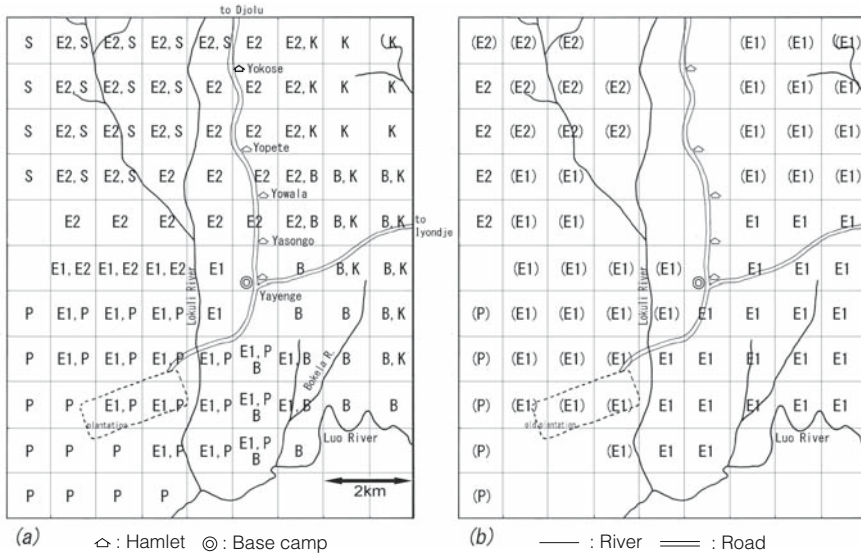 to Djolu
S E2, S E2, S E2, S E2, S E2 E2, K K K
Yokose
S E2, S E2, S E2, S E2 E2 E2, K K K
S E2, S E2, S E2, S E2 E2 E2, K K K
Yopete
S E2, S E2, S E2 E2 E2 E2, B B, K B, K
Yowala
E2 E2 E2 E2 E2 E2, B B, K B, K
to Iyondje
Yasongo
E1, E2 E1, E2 E1, E2 E1 B B, K B, K
Yayenge
Lokuli River
P E1, P E1, P E1, P E1 B B B, K
P E1, P E1, P E1, P E1, P E1, P B E1, B B B, K
Bokela R.
P P E1, P E1, P E1, P E1, P B E1, B B B
plantation
P P P E1, P E1, P E1, P B B
Luo River
P P P P
2km
(a)
⌂ : Hamlet ◎ : Base camp
(E2) (E2) (E2) (E1) (E1) (E1)
(E2) (E2) (E2) (E2) (E1) (E1) (E1)
E2 E2 (E2) (E2) (E1) (E1) (E1)
E2 (E1) (E1) (E1) (E1) (E1)
E2 (E1) (E1) E1 E1 E1
(E1) (E1) (E1) (E1) E1 E1 E1
Lokuli River
(P) (E1) (E1) (E1) (E1) E1 E1 E1 E1
(P) (E1) (E1) (E1) E1 E1 E1 E1 E1
(P) (E1) (E1) (E1) E1 E1 E1 E1 E1
old plantation
(P) (E1) E1 E1
Luo River
(P)
(b)
: River : Road